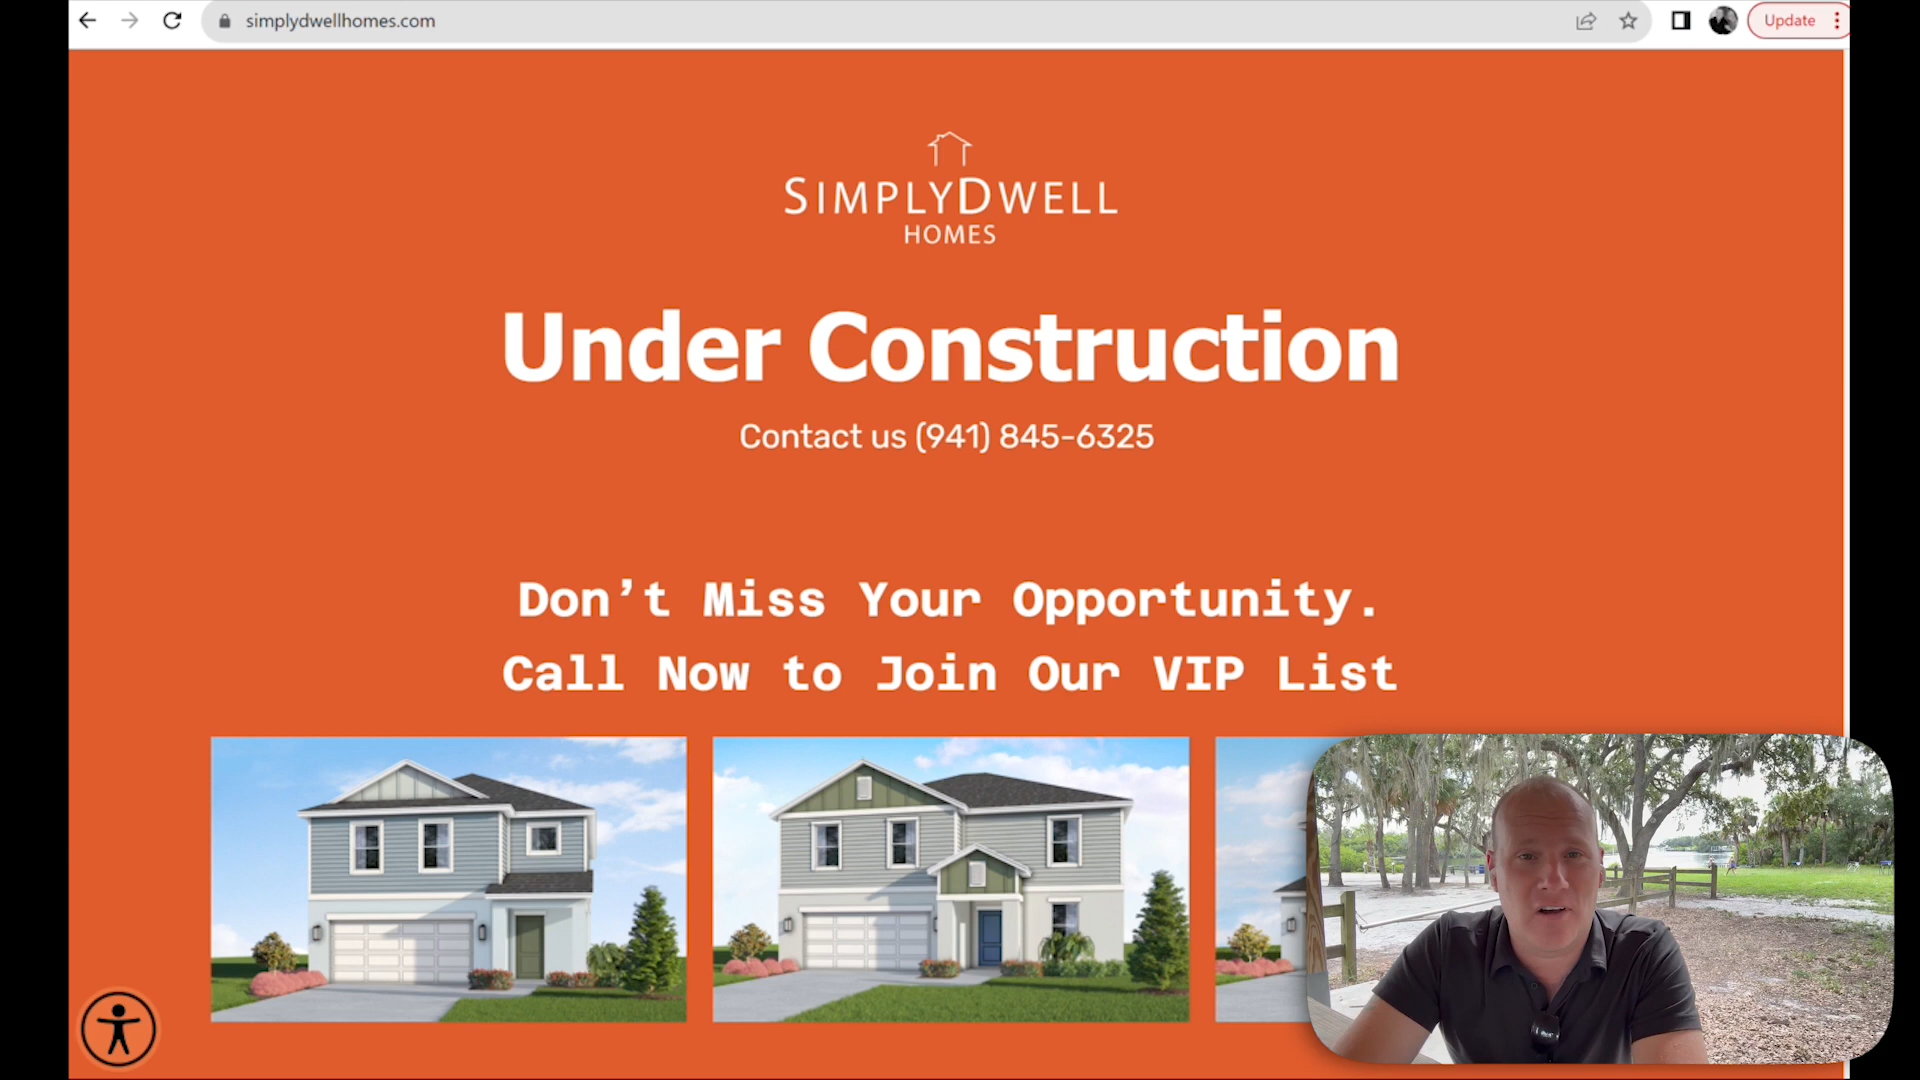 simplydwellhomes.com
Update
SIMPLYDWELL
HOMES
Under Construction
Contact us (941) 845-6325
Don’t Miss Your Opportunity.
Call Now to Join Our VIP List